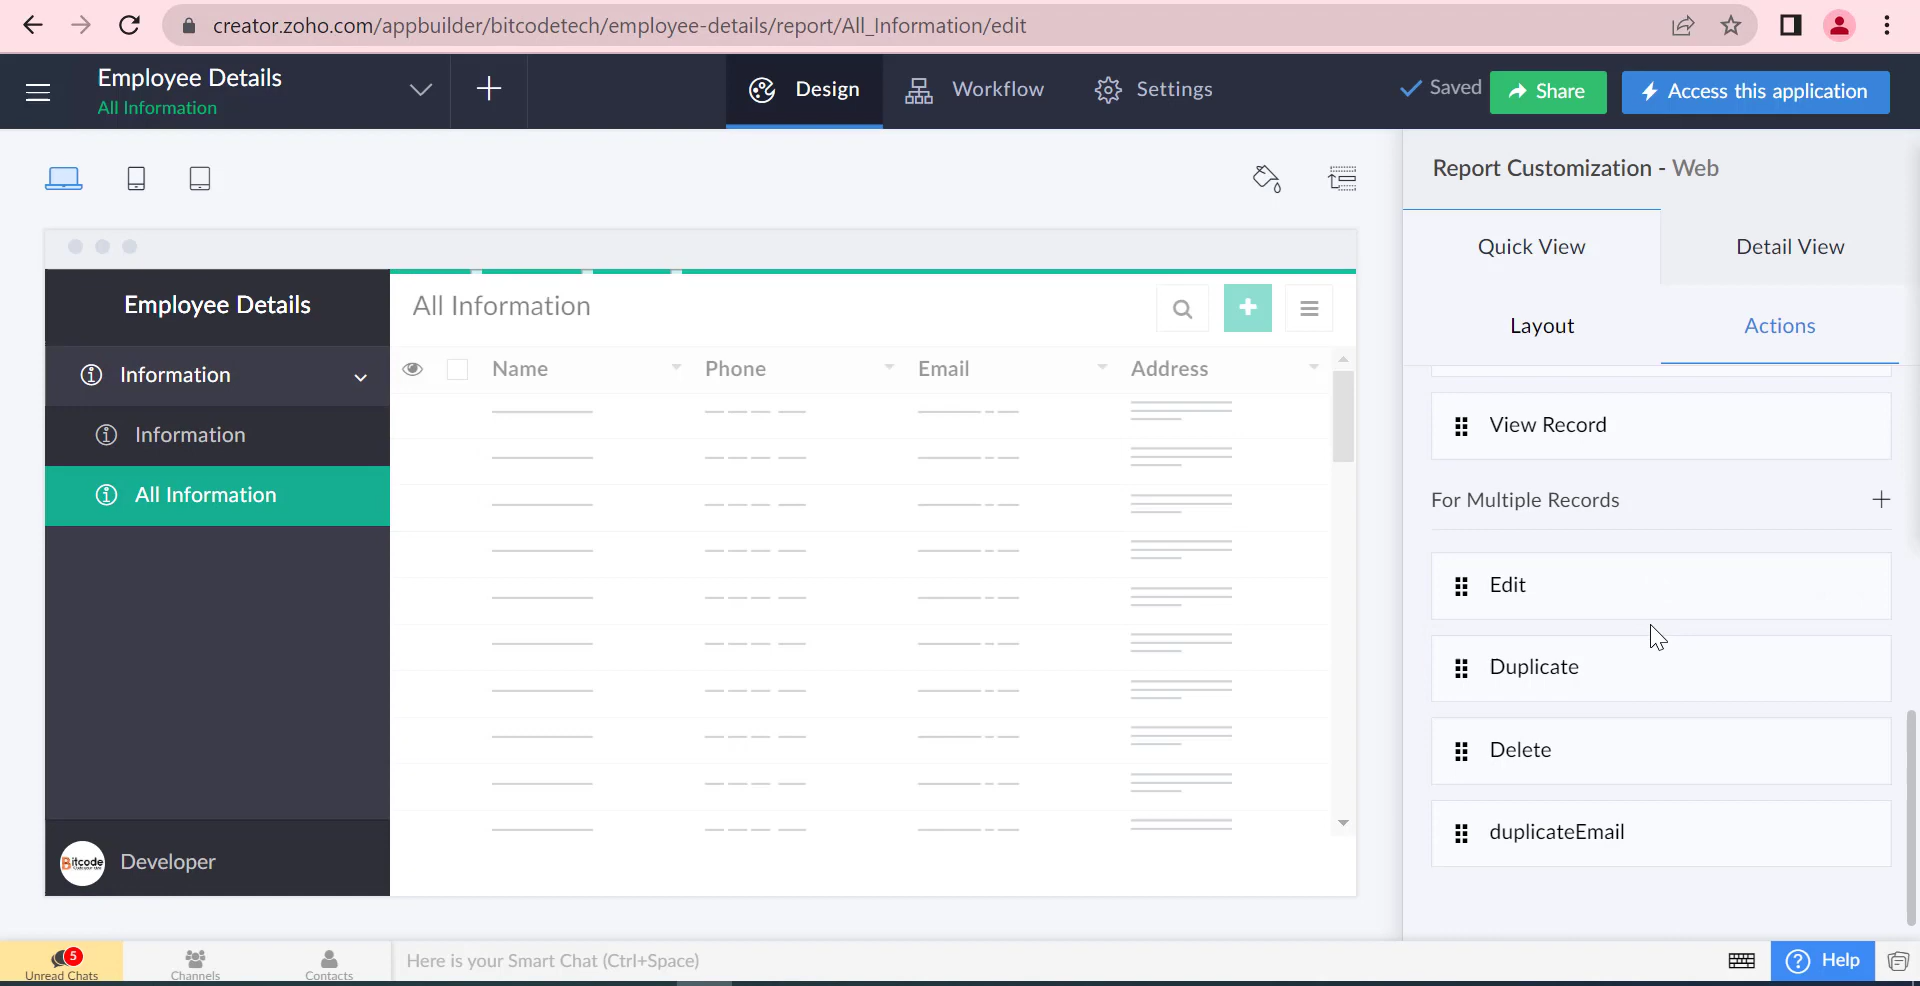 creator.zoho.com/appbuilder/bitcodetech/employee-details/report/All_Information/edit
Employee Details
All Information
Design
Workflow
Settings
Saved
Share
Access this application
Report Customization - Web
Quick View
Detail View
Layout
Actions
View Record
For Multiple Records
Edit
Duplicate
Delete
duplicateEmail
Employee Details
Information
Information
All Information
All Information
Name
Phone
Email
Address
Bitcode
Developer
5
Unread Chats
Channels
Contacts
Here is your Smart Chat (Ctrl+Space)
Help